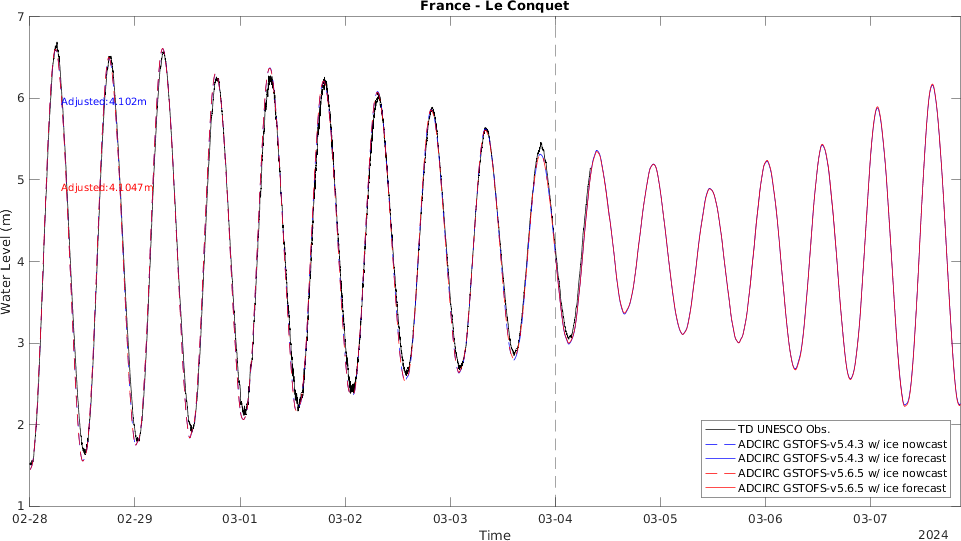 France - Le Conquet
Water Level (m)
7
6
5
4
3
2
1
Adjusted:4.102m
Adjusted:4.1047m
TD UNESCO Obs.
ADCIRC GSTOFS-v5.4.3 w/ ice nowcast
ADCIRC GSTOFS-v5.4.3 w/ ice forecast
ADCIRC GSTOFS-v5.6.5 w/ ice nowcast
ADCIRC GSTOFS-v5.6.5 w/ ice forecast
02-28 02-29 03-01 03-02 03-03 03-04 03-05 03-06 03-07
Time
2024